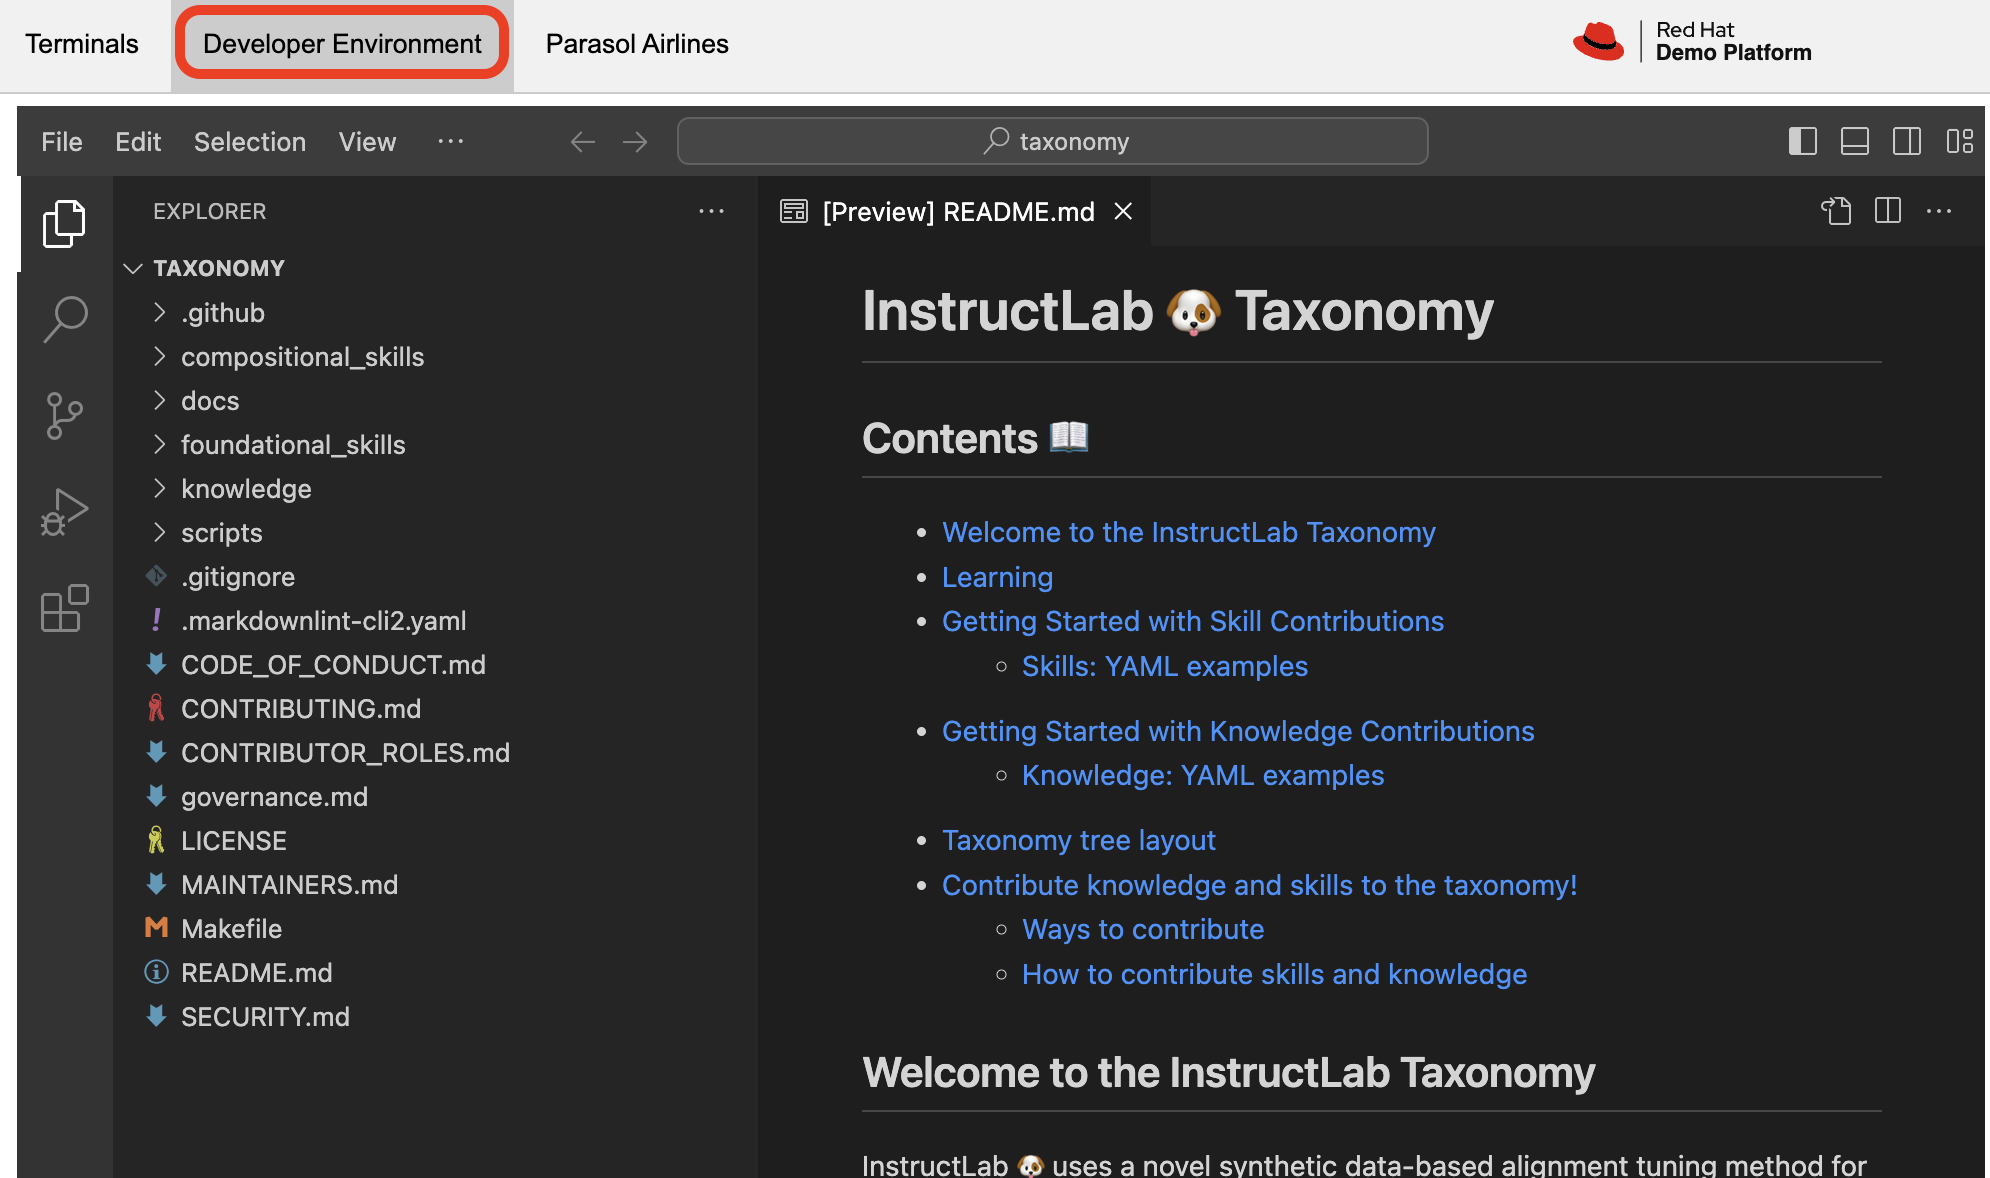 Terminals Developer Environment Parasol Airlines
Red Hat
Demo Platform
File Edit Selection View ··· taxonomy
EXPLORER ···
TAXONOMY
.github
compositional_skills
docs
foundational_skills
knowledge
scripts
.gitignore
.markdownlint-cli2.yaml
CODE_OF_CONDUCT.md
CONTRIBUTING.md
CONTRIBUTOR_ROLES.md
governance.md
LICENSE
MAINTAINERS.md
Makefile
README.md
SECURITY.md
[Preview] README.md
InstructLab 🐶 Taxonomy
Contents 📖
• Welcome to the InstructLab Taxonomy
• Learning
• Getting Started with Skill Contributions
◦ Skills: YAML examples
• Getting Started with Knowledge Contributions
◦ Knowledge: YAML examples
• Taxonomy tree layout
• Contribute knowledge and skills to the taxonomy!
◦ Ways to contribute
◦ How to contribute skills and knowledge
Welcome to the InstructLab Taxonomy
InstructLab 🐶 uses a novel synthetic data-based alignment tuning method for